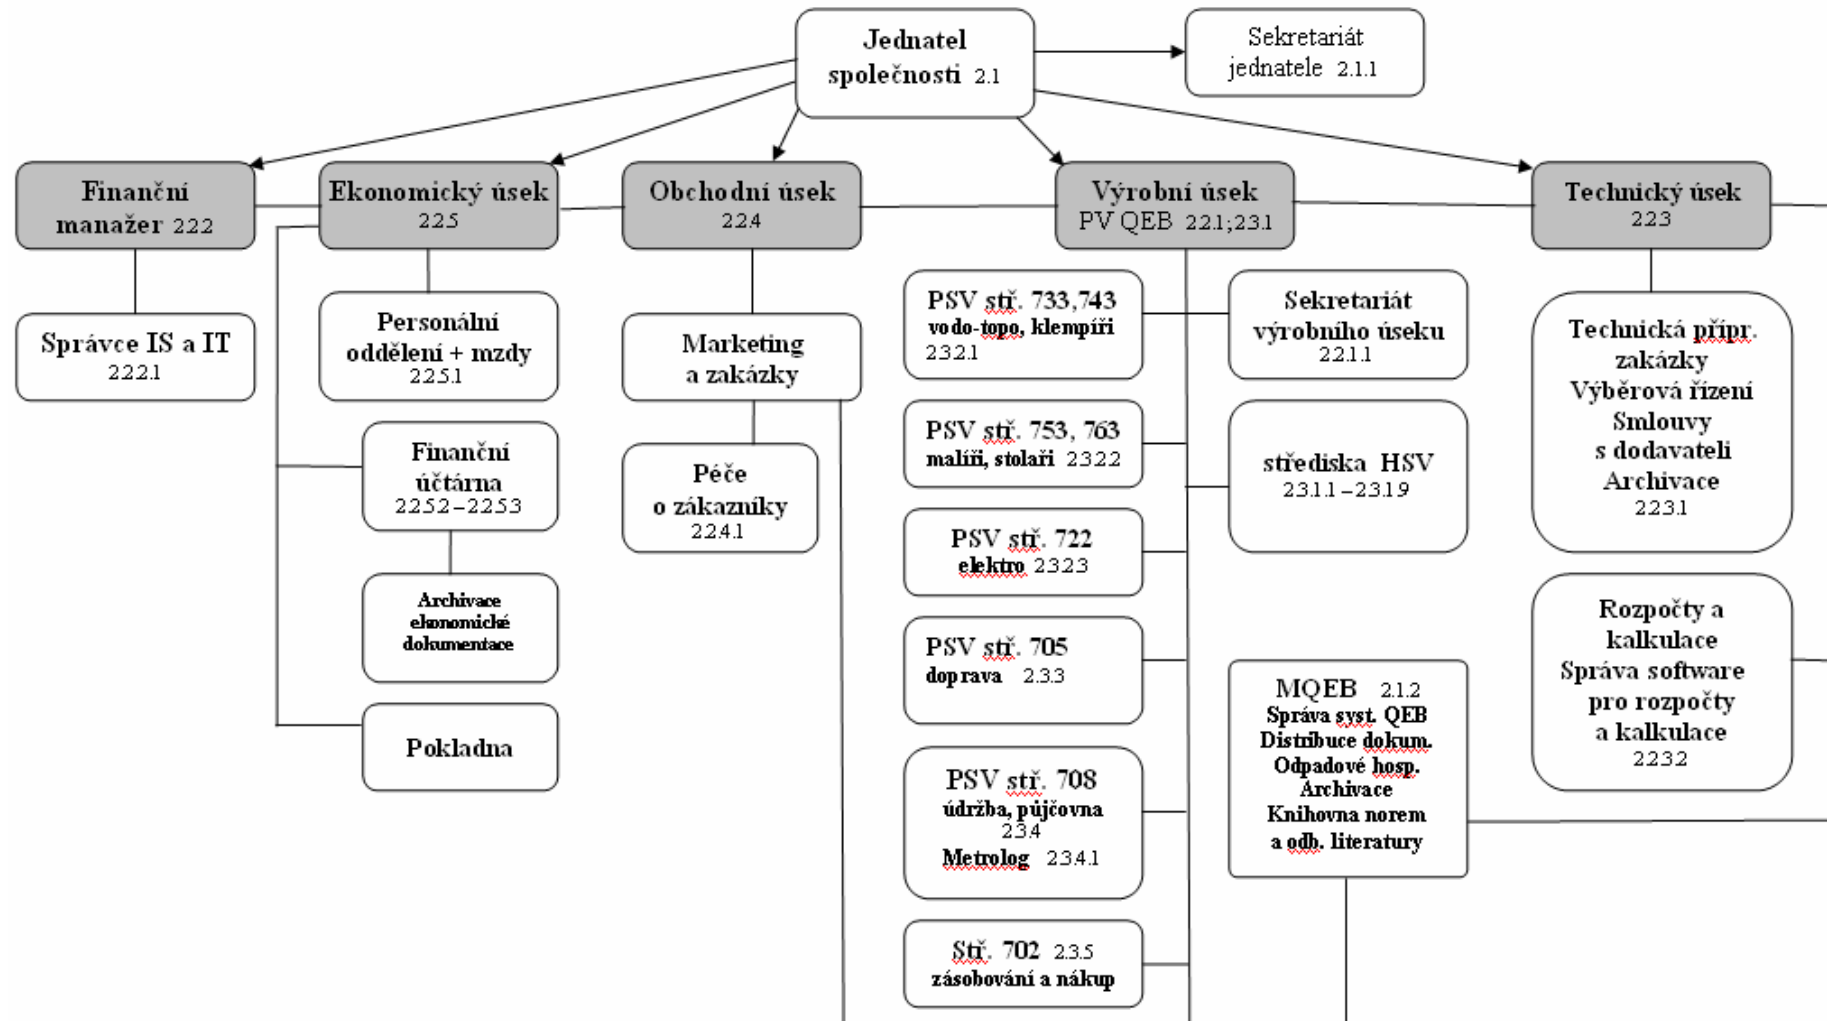 Jednatel
společnosti 2.1
Sekretariát
jednatele 2.1.1
Finanční
manažer 2.2.2
Ekonomický úsek
2.2.5
Obchodní úsek
2.2.4
Výrobní úsek
PV QEB 2.2.1;2.3.1
Technický úsek
2.2.3
Správce IS a IT
2.2.2.1
Personální
oddělení + mzdy
2.2.5.1
Finanční
účtárna
2.2.5.2 – 2.2.5.3
Archivace
ekonomické
dokumentace
Pokladna
Marketing
a zakázky
Péče
o zákazníky
2.2.4.1
PSV stř. 733,743
vodo-topo, klempíři
2.3.2.1
PSV stř. 753, 763
malíři, stolaři 2.3.2.2
PSV stř. 722
elektro 2.3.2.3
PSV stř. 705
doprava 2.3.3
PSV stř. 708
údržba, půjčovna
2.3.4
Metrolog 2.3.4.1
Stř. 702 2.3.5
zásobování a nákup
Sekretariát
výrobního úseku
2.2.1.1
střediska HSV
2.3.1.1 – 2.3.1.9
MQEB 2.1.2
Správa syst. QEB
Distribuce dokum.
Odpadové hosp.
Archivace
Knihovna norem
a odb. literatury
Technická přípr.
zakázky
Výběrová řízení
Smlouvy
s dodavateli
Archivace
2.2.3.1
Rozpočty a
kalkulace
Správa software
pro rozpočty
a kalkulace
2.2.3.2